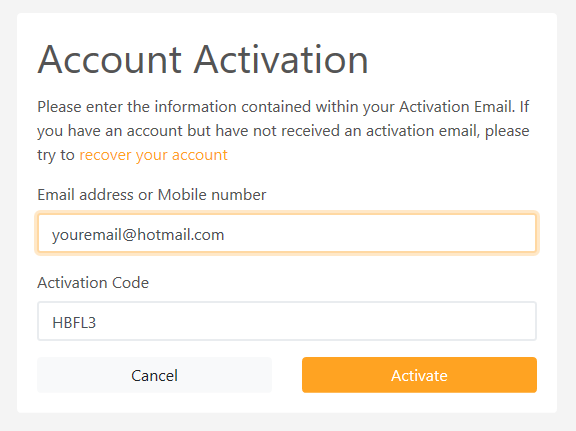 Account Activation
Please enter the information contained within your Activation Email. If
you have an account but have not received an activation email, please
try to recover your account
Email address or Mobile number
youremail@hotmail.com
Activation Code
HBFL3
Cancel
Activate